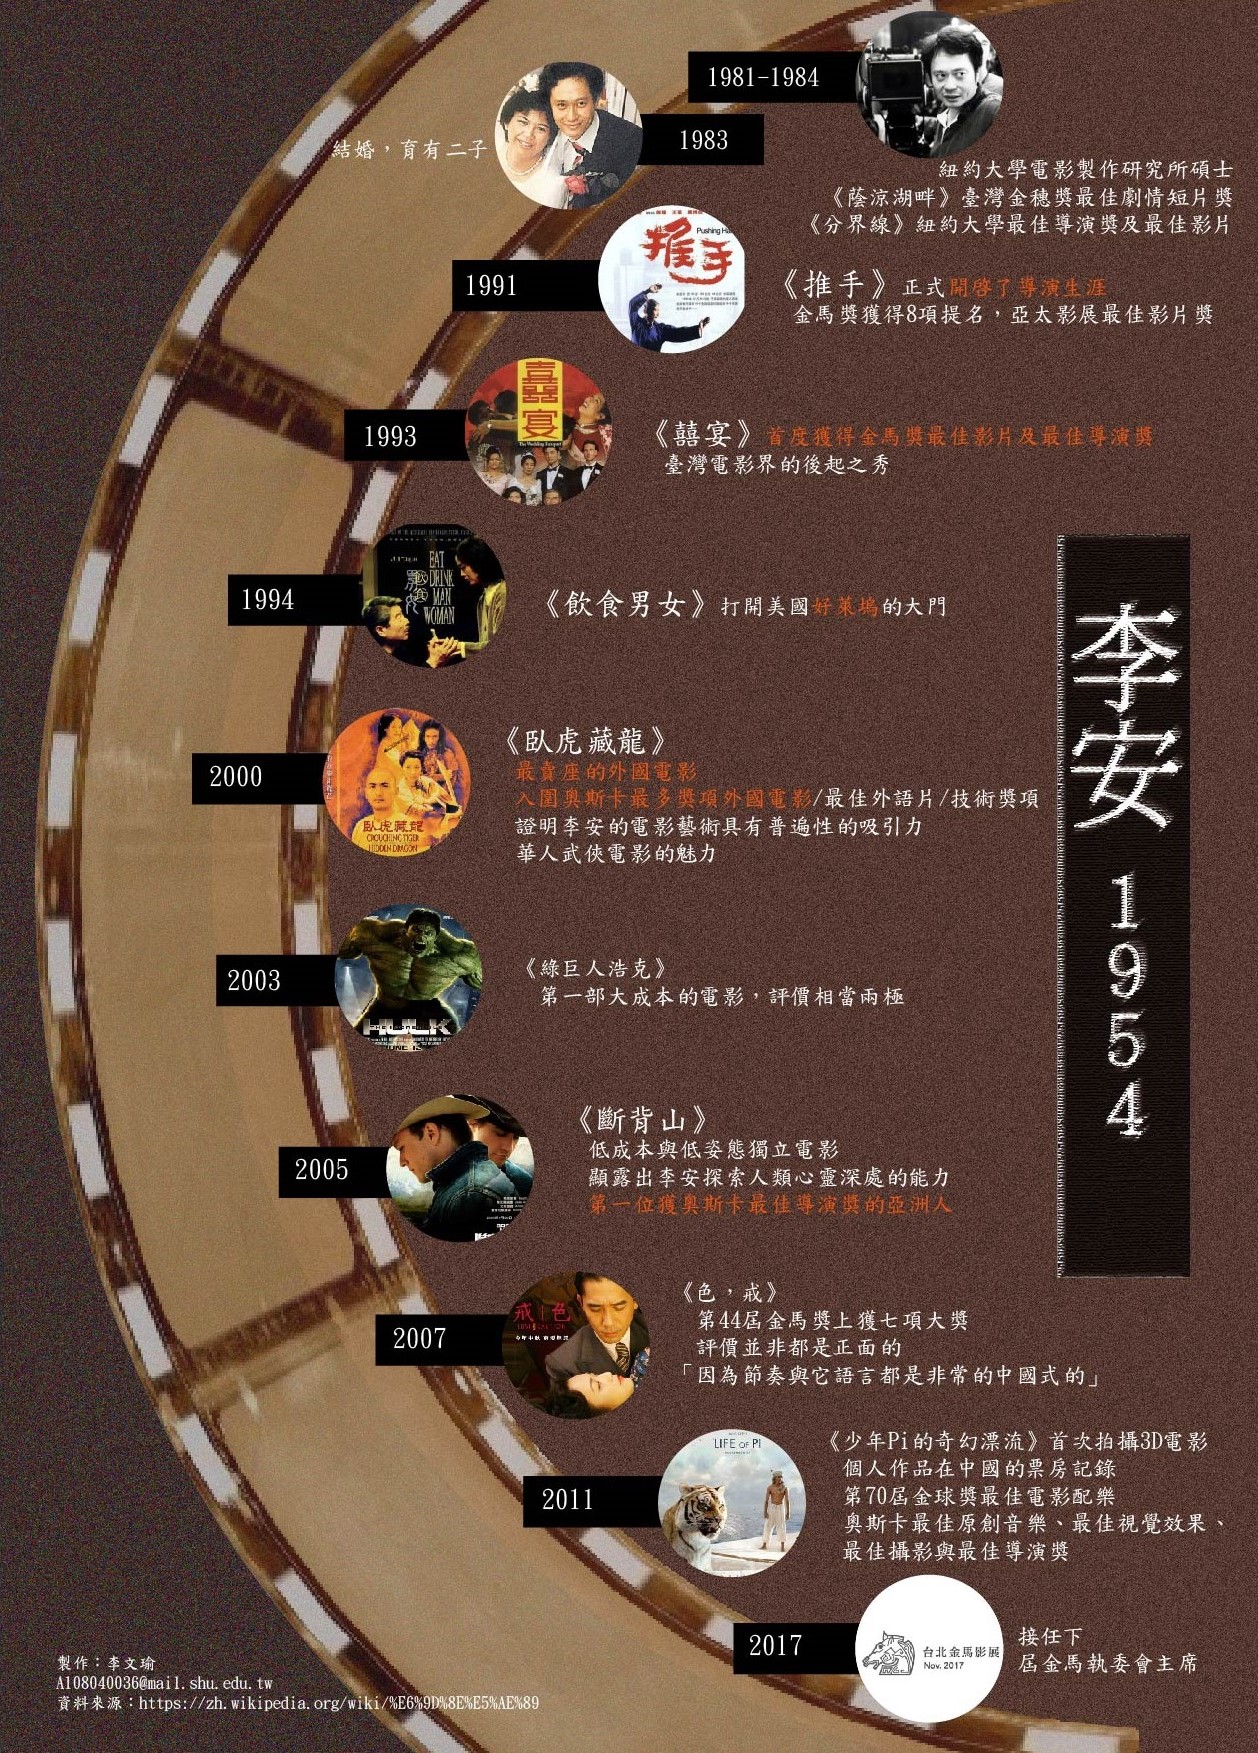 1981-1984
紐約大學電影製作研究所碩士
《蔭涼湖畔》臺灣金穗獎最佳劇情短片獎
《分界線》紐約大學最佳導演獎及最佳影片
1983
結婚，育有二子
1991
推手
Pushing Ha
《推手》正式開啓了導演生涯
金馬獎獲得8項提名，亞太影展最佳影片獎
1993
囍宴
The Wedding Banquet
《囍宴》首度獲得金馬獎最佳影片及最佳導演獎
臺灣電影界的後起之秀
1994
EAT
DRINK
MAN
WOMAN
飲食
男女
《飲食男女》打開美國好萊塢的大門
李安 1954
2000
臥虎藏龍
CROUCHING TIGER
HIDDEN DRAGON
《臥虎藏龍》
最賣座的外國電影
入圍奧斯卡最多獎項外國電影/最佳外語片/技術獎項
證明李安的電影藝術具有普遍性的吸引力
華人武俠電影的魅力
2003
HULK
《綠巨人浩克》
第一部大成本的電影，評價相當兩極
2005
《斷背山》
低成本與低姿態獨立電影
顯露出李安探索人類心靈深處的能力
第一位獲奧斯卡最佳導演獎的亞洲人
2007
戒|色
LUST CAUTION
《色，戒》
第44屆金馬獎上獲七項大獎
評價並非都是正面的
「因為節奏與它語言都是非常的中國式的」
2011
LIFE OF PI
《少年Pi的奇幻漂流》首次拍攝3D電影
個人作品在中國的票房記錄
第70屆金球獎最佳電影配樂
奧斯卡最佳原創音樂、最佳視覺效果、
最佳攝影與最佳導演獎
2017
台北金馬影展
Nov. 2017
接任下
屆金馬執委會主席
製作：李文瑜
A108040036@mail.shu.edu.tw
資料來源：https://zh.wikipedia.org/wiki/%E6%9D%8E%E5%AE%89